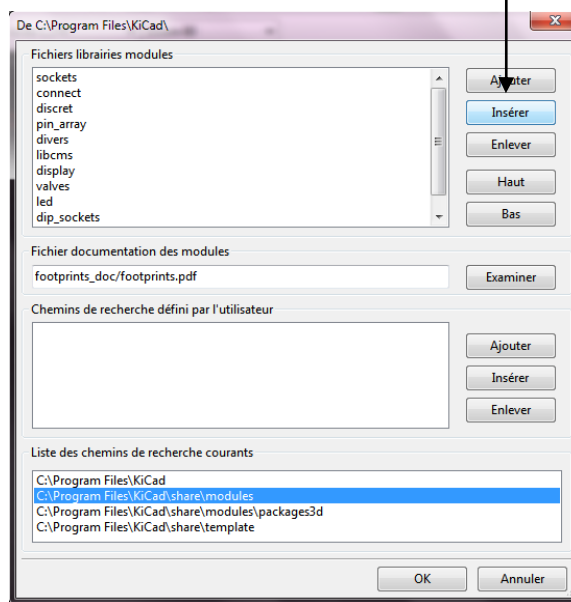 De C:\Program Files\KiCad\
Fichiers librairies modules
sockets
connect
discret
pin_array
divers
libcms
display
valves
led
dip_sockets
Ajouter
Insérer
Enlever
Haut
Bas
Fichier documentation des modules
footprints_doc/footprints.pdf
Examiner
Chemins de recherche défini par l'utilisateur
Ajouter
Insérer
Enlever
Liste des chemins de recherche courants
C:\Program Files\KiCad
C:\Program Files\KiCad\share\modules
C:\Program Files\KiCad\share\modules\packages3d
C:\Program Files\KiCad\share\template
OK
Annuler